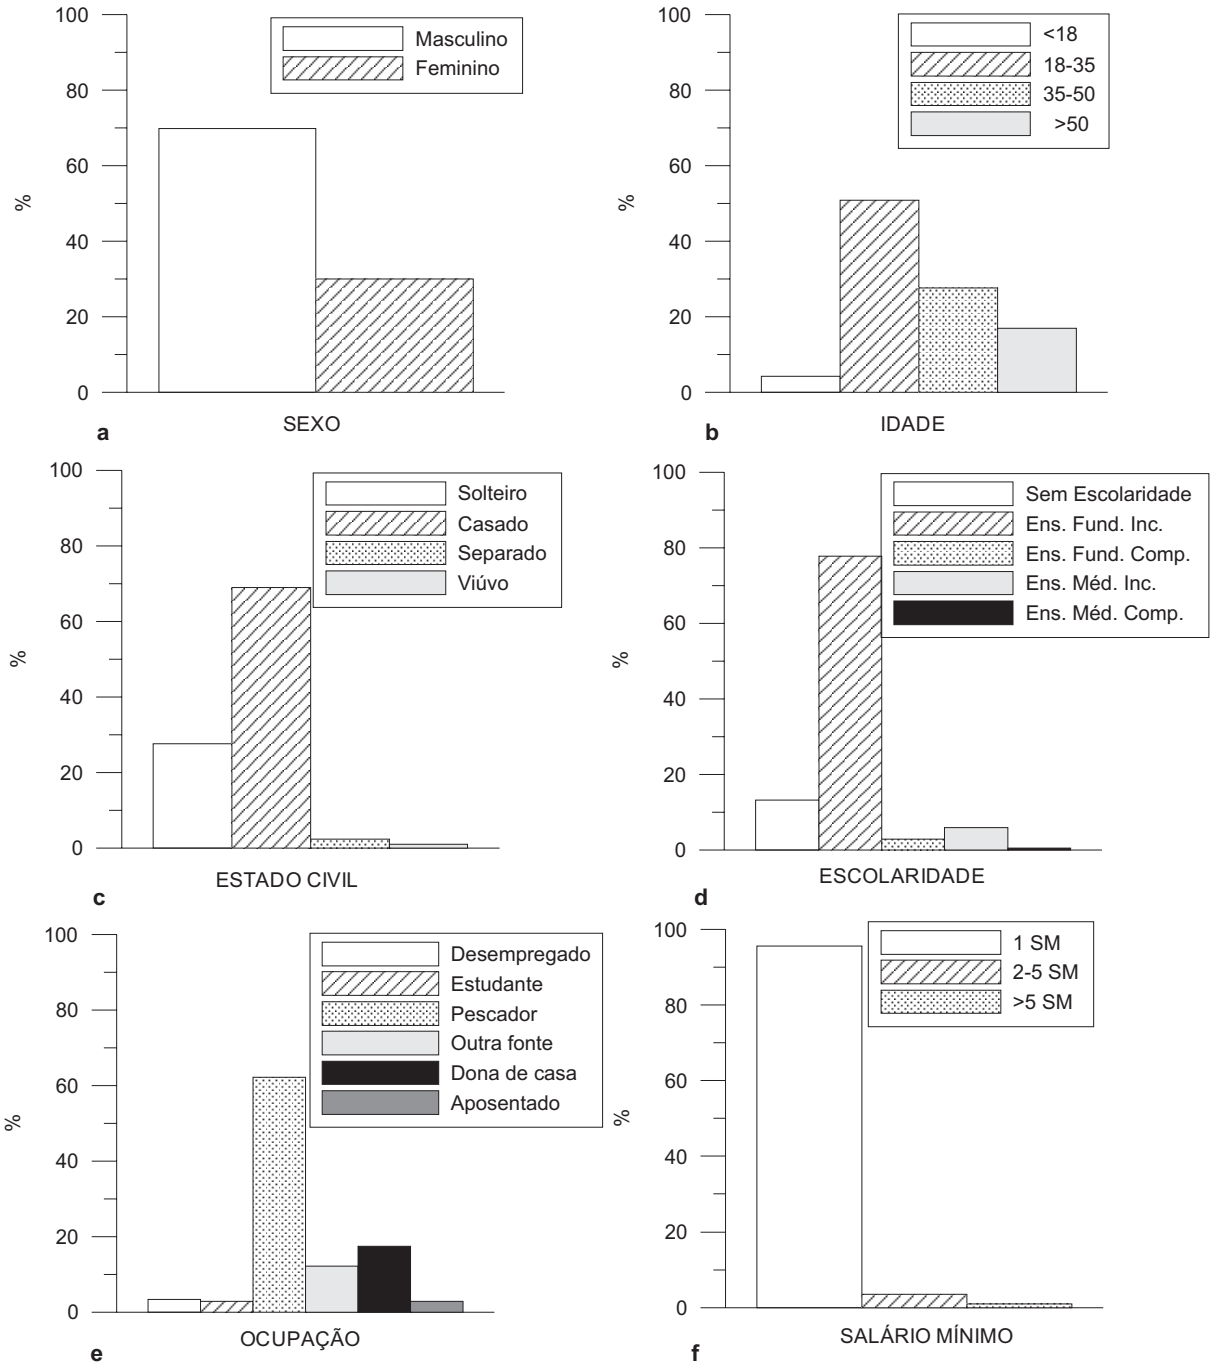 100
80
60
40
20
0
%
Masculino
Feminino
SEXO
a
100
80
60
40
20
0
%
<18
18-35
35-50
>50
IDADE
b
100
80
60
40
20
0
%
Solteiro
Casado
Separado
Viúvo
ESTADO CIVIL
c
100
80
60
40
20
0
%
Sem Escolaridade
Ens. Fund. Inc.
Ens. Fund. Comp.
Ens. Méd. Inc.
Ens. Méd. Comp.
ESCOLARIDADE
d
100
80
60
40
20
0
%
Desempregado
Estudante
Pescador
Outra fonte
Dona de casa
Aposentado
OCUPAÇÃO
e
100
80
60
40
20
0
%
1 SM
2-5 SM
>5 SM
SALÁRIO MÍNIMO
f